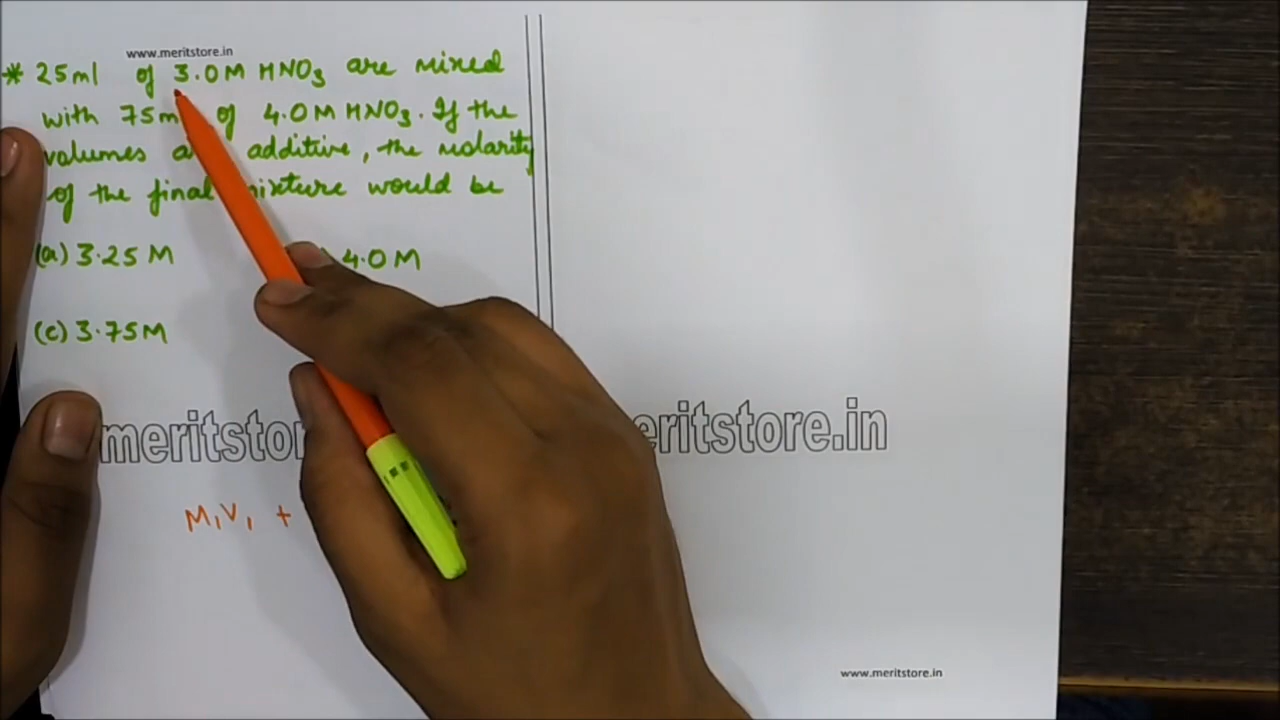 www.meritstore.in
* 25ml of 3.0M HNO3 are mixed
with 75m of 4.0M HNO3. If the
volumes a additive, the molarity
of the final mixture would be
(a) 3.25 M 4.0 M
(c) 3.75M
meritstor eritstore.in
M1V1 +
www.meritstore.in